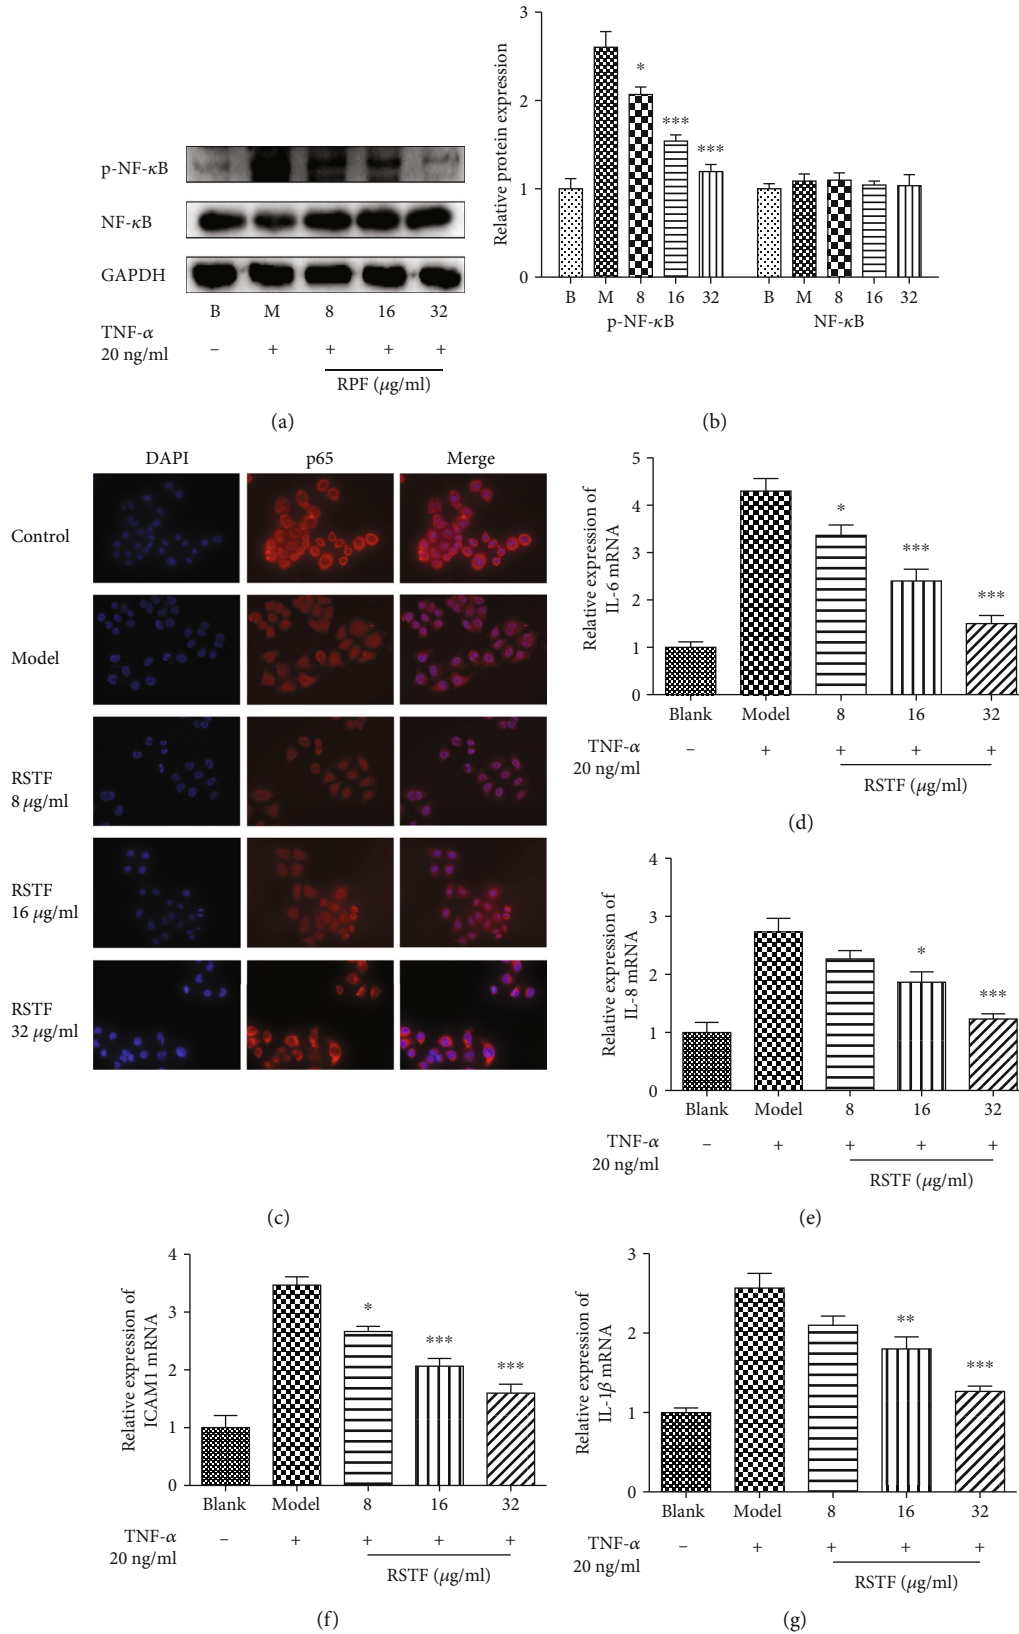 p-NF-κB
NF-κB
GAPDH
B M 8 16 32
TNF-α
20 ng/ml – + + + +
RPF (μg/ml)
(a)
Relative protein expression
3
2
1
0
* *** ***
B M 8 16 32 B M 8 16 32
p-NF-κB NF-κB
(b)
DAPI p65 Merge
Control
Model
RSTF
8 μg/ml
RSTF
16 μg/ml
RSTF
32 μg/ml
(c)
Relative expression of
IL-6 mRNA
5
4
3
2
1
0
* *** ***
Blank Model 8 16 32
TNF-α
20 ng/ml – + + + +
RSTF (μg/ml)
(d)
Relative expression of
IL-8 mRNA
4
3
2
1
0
* ***
Blank Model 8 16 32
TNF-α
20 ng/ml – + + + +
RSTF (μg/ml)
(e)
Relative expression of
ICAM1 mRNA
4
3
2
1
0
* *** ***
Blank Model 8 16 32
TNF-α
20 ng/ml – + + + +
RSTF (μg/ml)
(f)
Relative expression of
IL-1β mRNA
3
2
1
0
** ***
Blank Model 8 16 32
TNF-α
20 ng/ml – + + + +
RSTF (μg/ml)
(g)